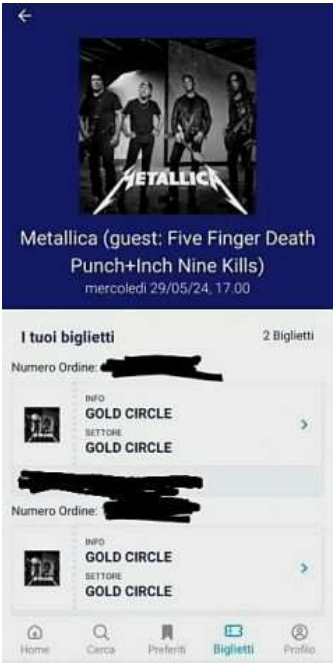 METALLICA
Metallica (guest: Five Finger Death
Punch+Inch Nine Kills)
mercoledì 29/05/24, 17.00
I tuoi biglietti
2 Biglietti
Numero Ordine:
INFO
GOLD CIRCLE
SETTORE
GOLD CIRCLE
Numero Ordine:
INFO
GOLD CIRCLE
SETTORE
GOLD CIRCLE
Home
Cerca
Preferiti
Biglietti
Profilo